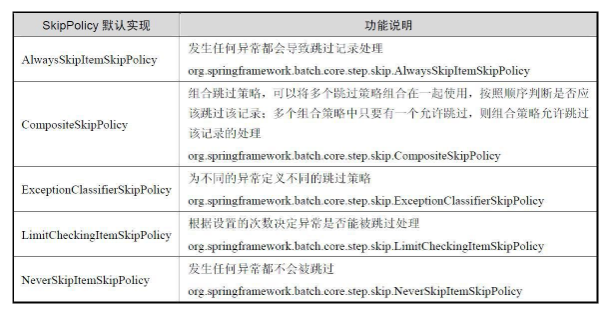 SkipPolicy 默认实现
功能说明
AlwaysSkipItemSkipPolicy
发生任何异常都会导致跳过记录处理
org.springframework.batch.core.step.skip.AlwaysSkipItemSkipPolicy
CompositeSkipPolicy
组合跳过策略，可以将多个跳过策略组合在一起使用，按照顺序判断是否应
该跳过该记录；多个组合策略中只要有一个允许跳过，则组合策略允许跳过
该记录的处理
org.springframework.batch.core.step.skip.CompositeSkipPolicy
ExceptionClassifierSkipPolicy
为不同的异常定义不同的跳过策略
org.springframework.batch.core.step.skip.ExceptionClassifierSkipPolicy
LimitCheckingItemSkipPolicy
根据设置的次数决定异常是否能被跳过处理
org.springframework.batch.core.step.skip.LimitCheckingItemSkipPolicy
NeverSkipItemSkipPolicy
发生任何异常都不会被跳过
org.springframework.batch.core.step.skip.NeverSkipItemSkipPolicy